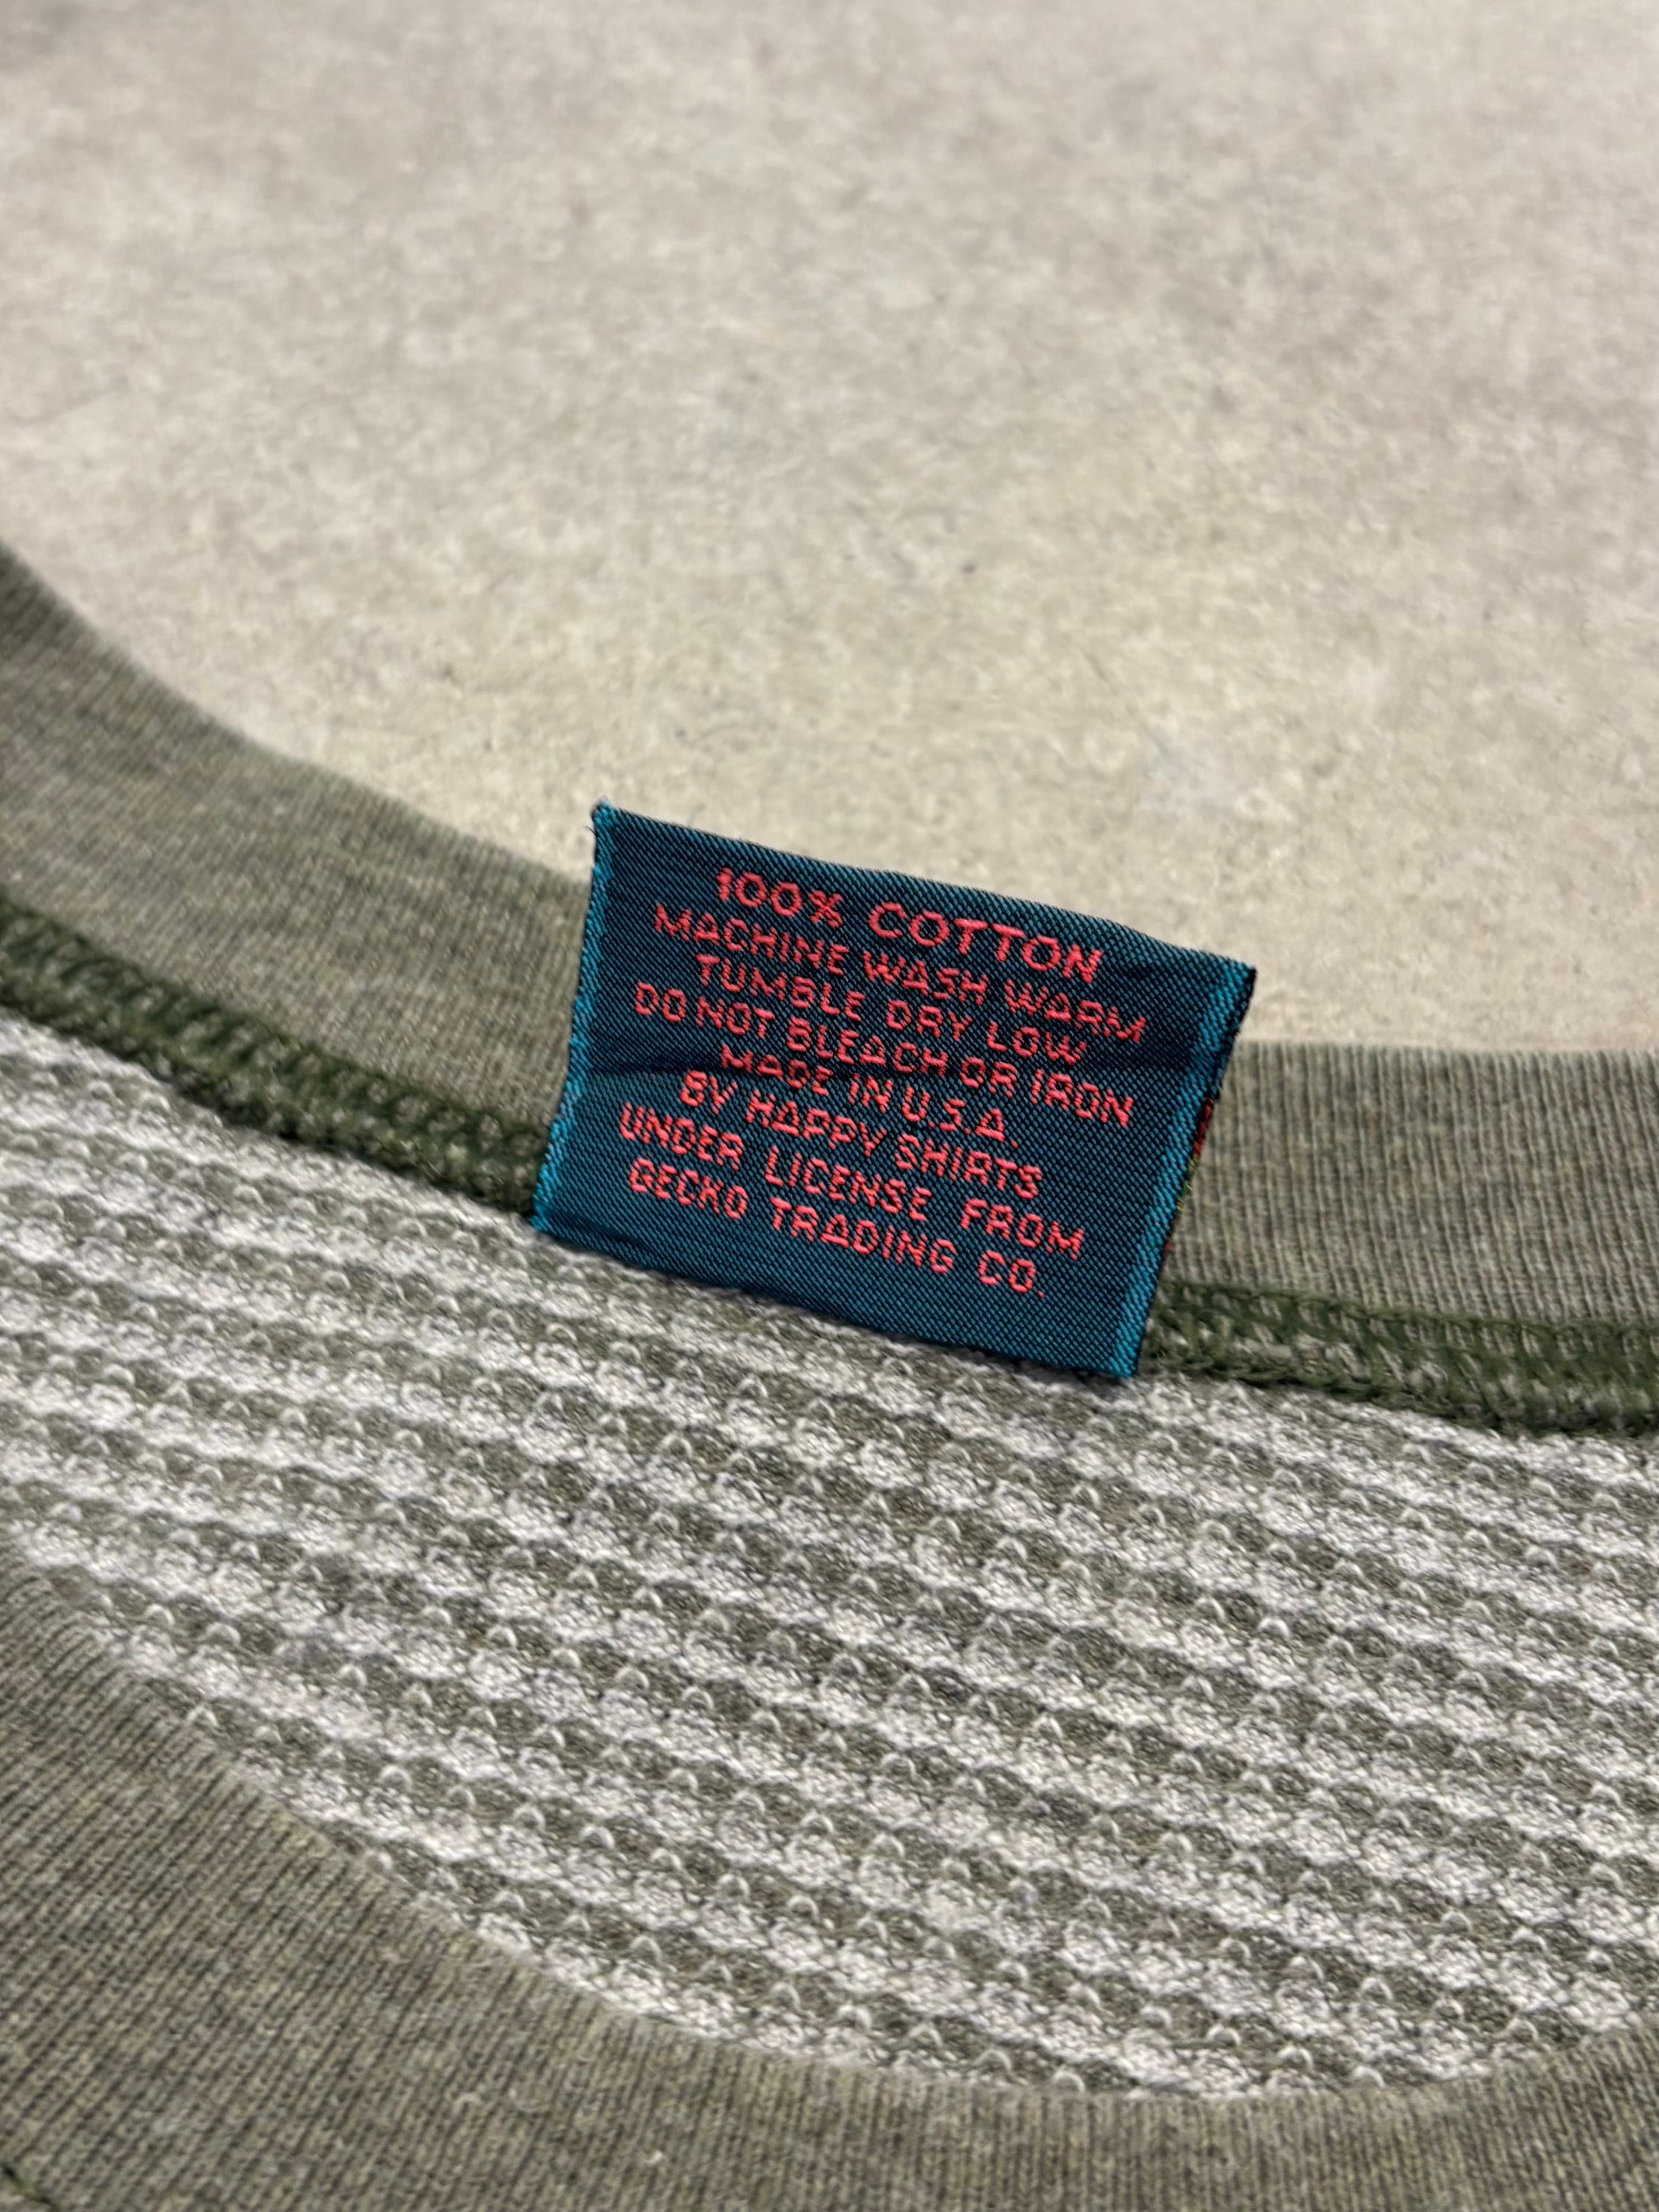 100% COTTON
MACHINE WASH WARM
TUMBLE DRY LOW
DO NOT BLEACH OR IRON
MADE IN U.S.A.
BY HAPPY SHIRTS
UNDER LICENSE FROM
GECKO TRADING CO.